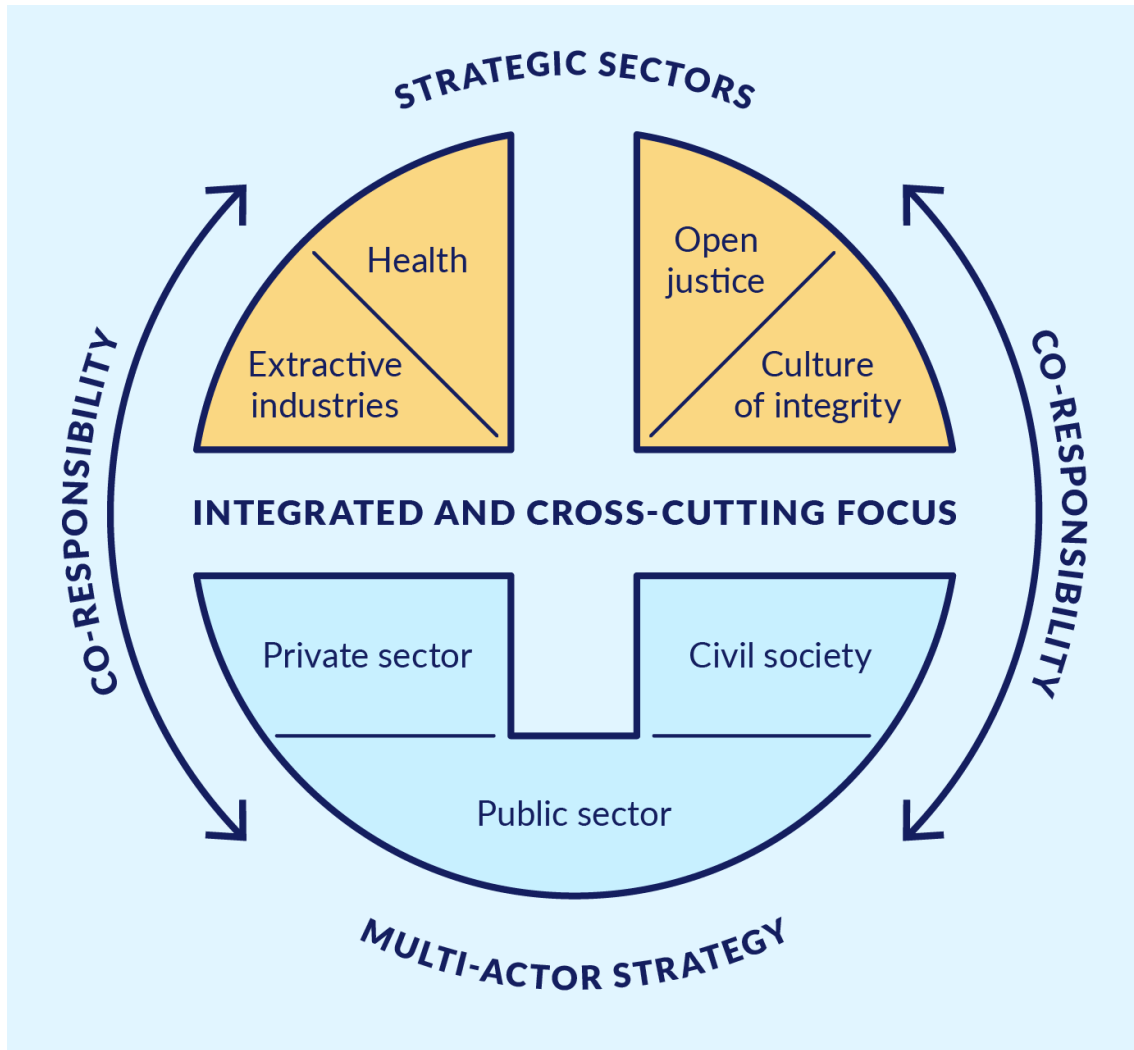 STRATEGIC SECTORS
Health
Open
justice
Extractive
industries
Culture
of integrity
CO-RESPONSIBILITY
CO-RESPONSIBILITY
INTEGRATED AND CROSS-CUTTING FOCUS
Private sector
Civil society
Public sector
MULTI-ACTOR STRATEGY